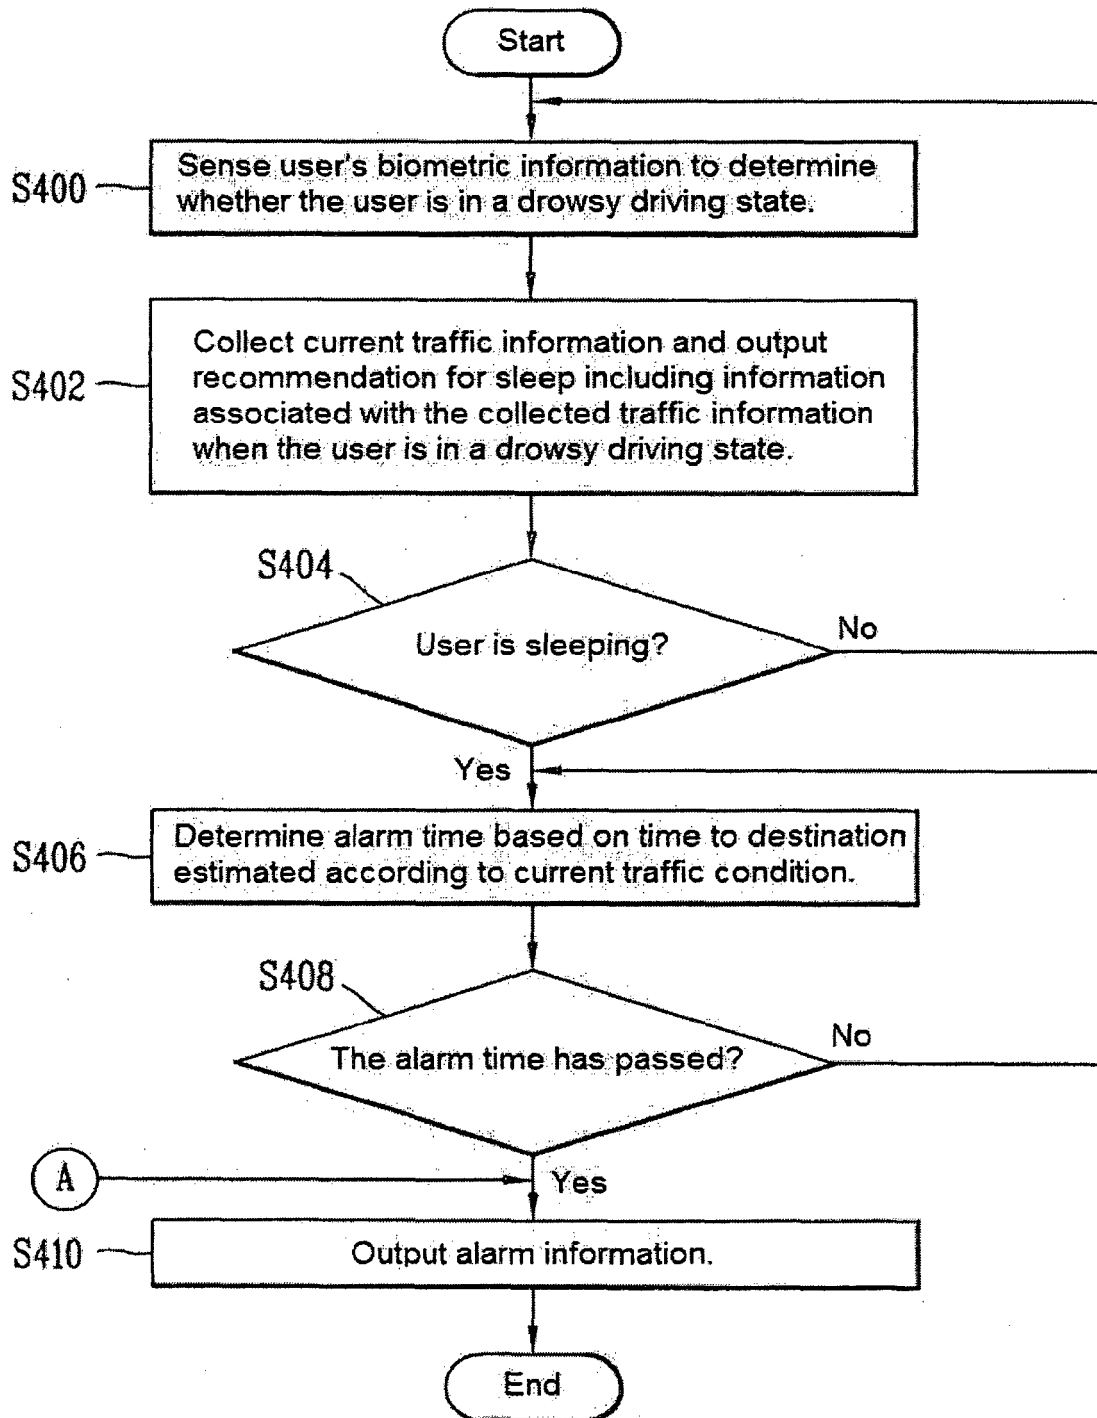 Start
S400
Sense user's biometric information to determine
whether the user is in a drowsy driving state.
S402
Collect current traffic information and output
recommendation for sleep including information
associated with the collected traffic information
when the user is in a drowsy driving state.
S404
User is sleeping?
No
Yes
S406
Determine alarm time based on time to destination
estimated according to current traffic condition.
S408
The alarm time has passed?
No
A
Yes
S410
Output alarm information.
End